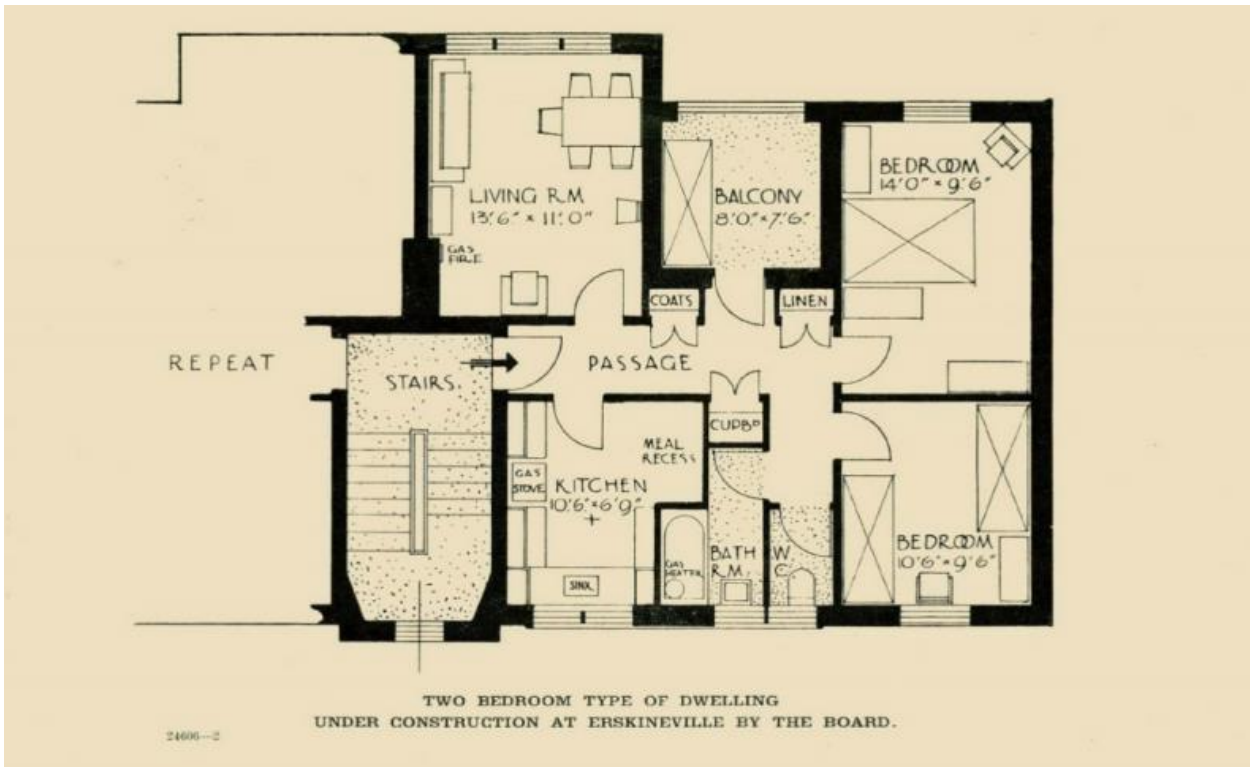 LIVING RM
13'.6" × 11'.0"
GAS
FIRE
BALCONY
8'.0" × 7'.6"
BEDROOM
14'0" × 9'.6"
COATS
LINEN
REPEAT
STAIRS.
PASSAGE
CUPBD
MEAL
RECESS
GAS
STOVE
KITCHEN
10'.6" × 6'.9"
SINK
GAS
HEATER
BATH
RM.
W.
C.
BEDROOM
10'6" × 9'6"
TWO BEDROOM TYPE OF DWELLING
UNDER CONSTRUCTION AT ERSKINEVILLE BY THE BOARD.
24606—2